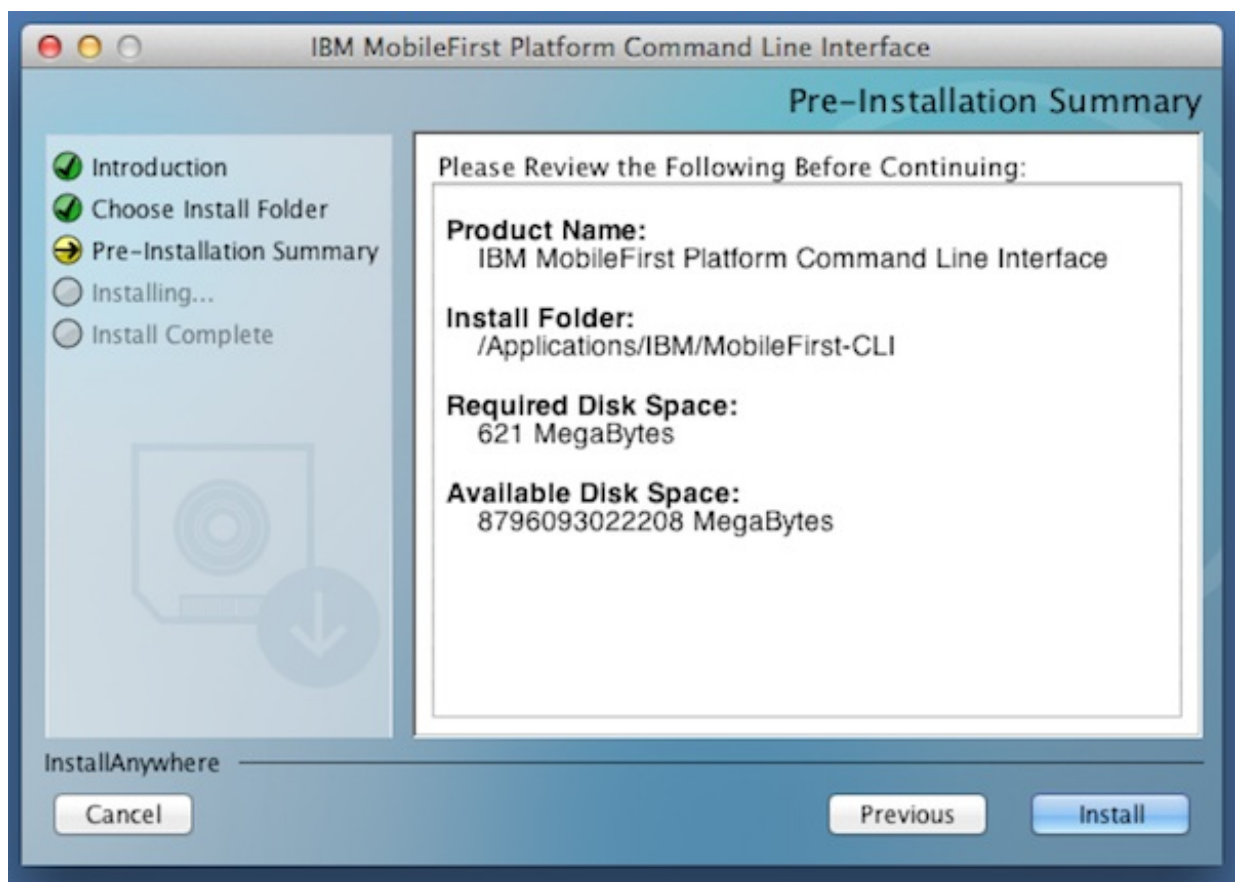 IBM MobileFirst Platform Command Line Interface
Pre-Installation Summary
Introduction
Choose Install Folder
Pre-Installation Summary
Installing...
Install Complete
Please Review the Following Before Continuing:
Product Name:
IBM MobileFirst Platform Command Line Interface
Install Folder:
/Applications/IBM/MobileFirst-CLI
Required Disk Space:
621 MegaBytes
Available Disk Space:
8796093022208 MegaBytes
InstallAnywhere
Cancel
Previous
Install